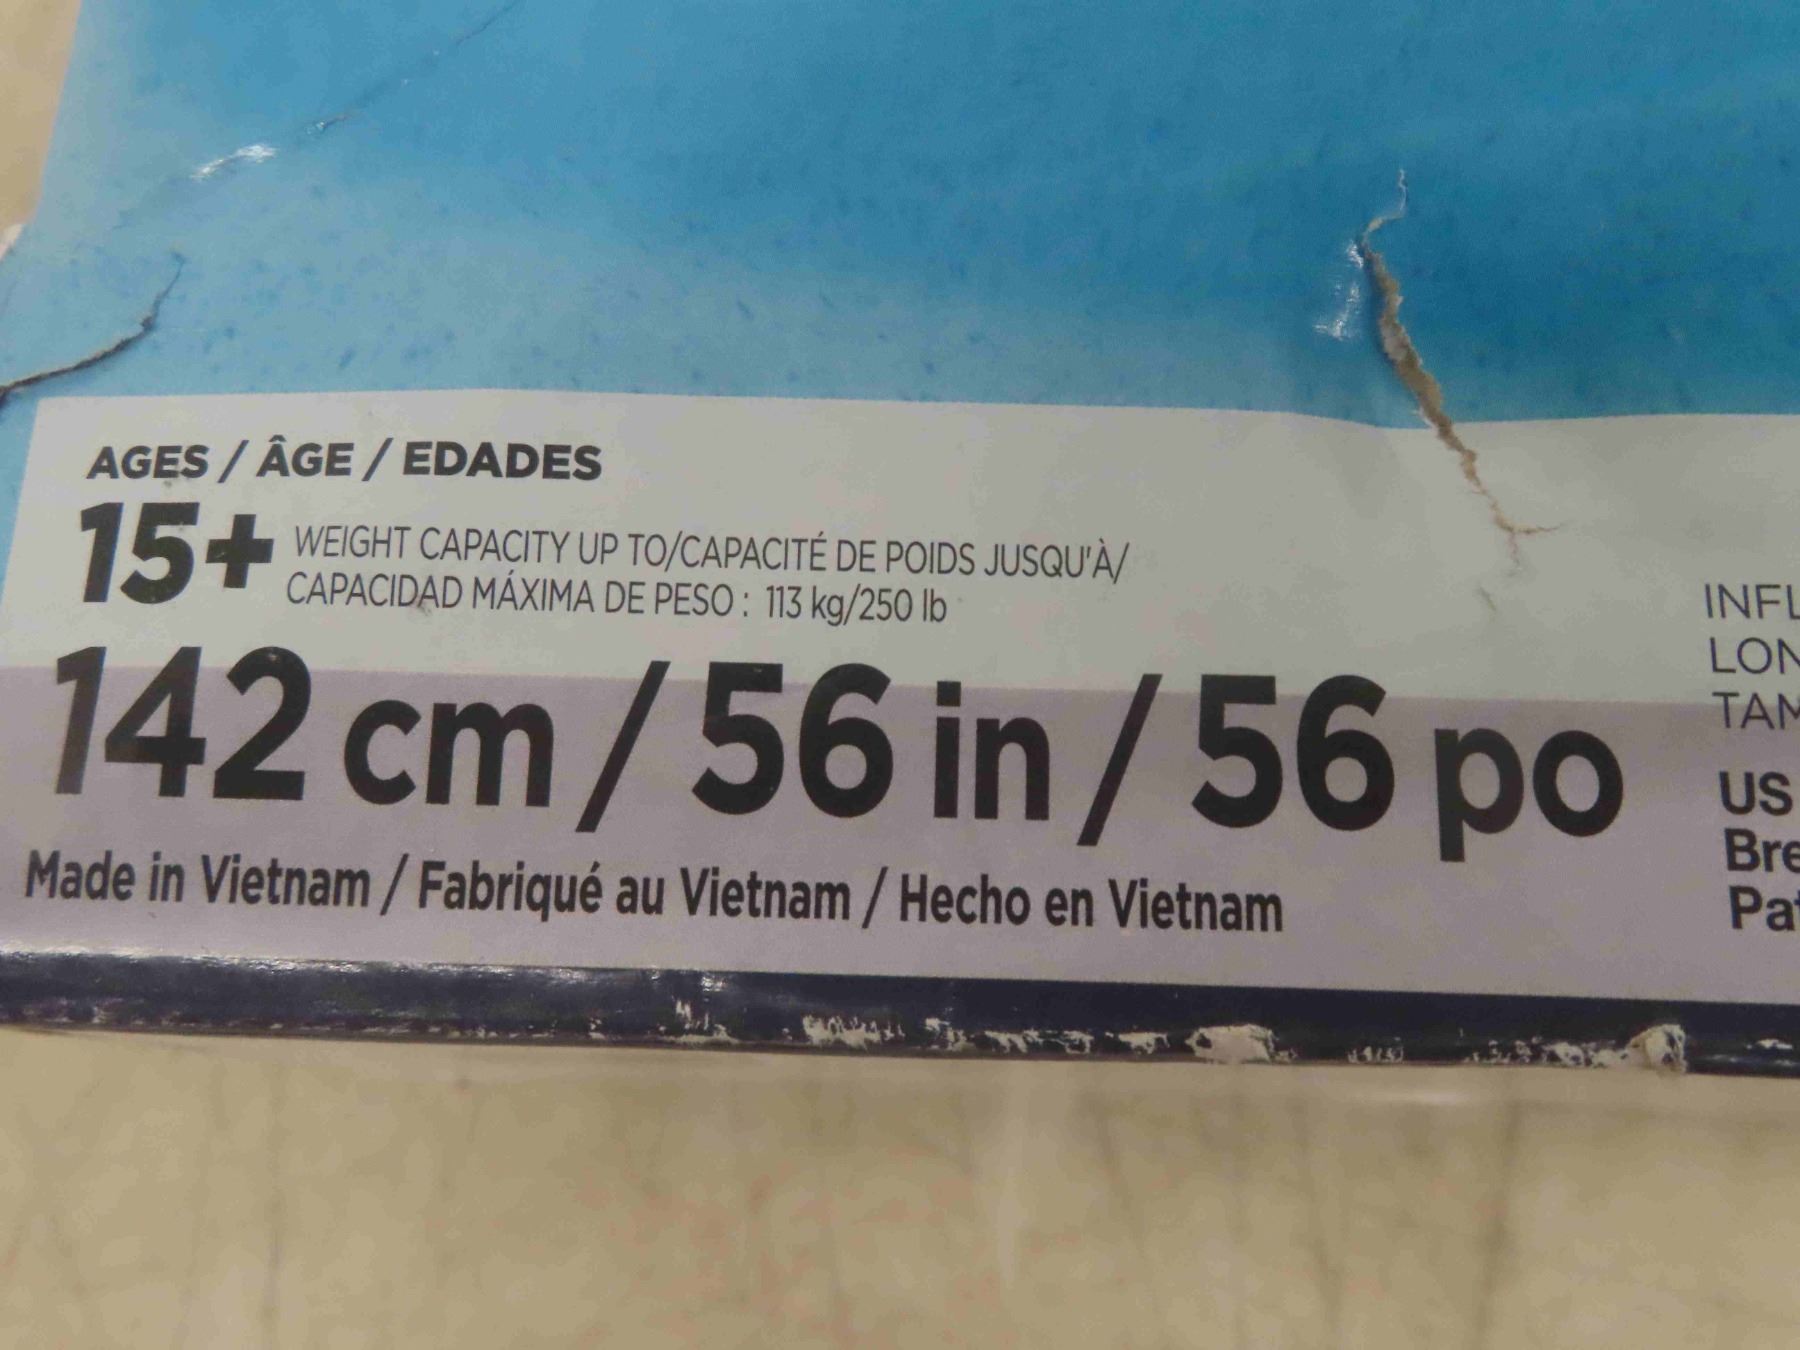 AGES / ÂGE / EDADES
15+
WEIGHT CAPACITY UP TO/CAPACITÉ DE POIDS JUSQU'À/
CAPACIDAD MÁXIMA DE PESO : 113 kg/250 lb
142 cm / 56 in / 56 po
Made in Vietnam / Fabriqué au Vietnam / Hecho en Vietnam
US